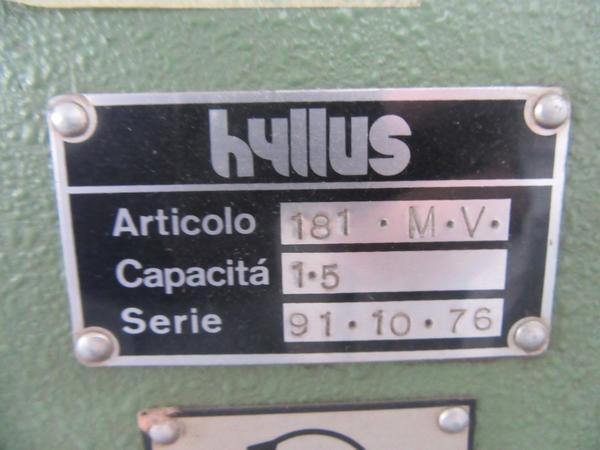 hyllus
Articolo 181 · M · V ·
Capacitá 1·5
Serie 91·10·76